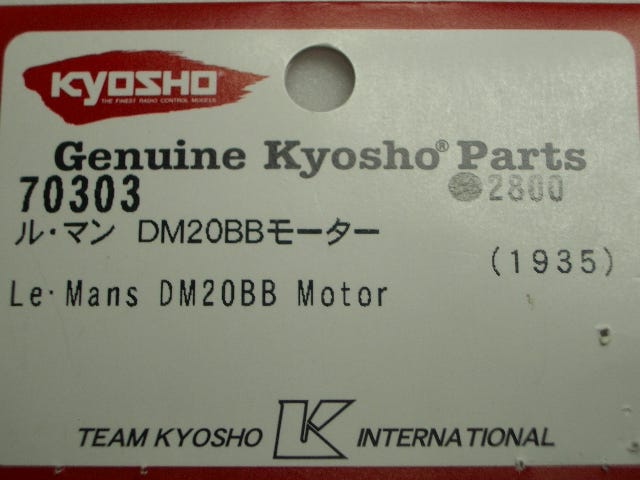 KYOSHO
THE FINEST RADIO CONTROL MODELS
Genuine Kyosho® Parts
70303
●2800
ル・マン DM20BBモーター
(1935)
Le·Mans DM20BB Motor
TEAM KYOSHO K INTERNATIONAL